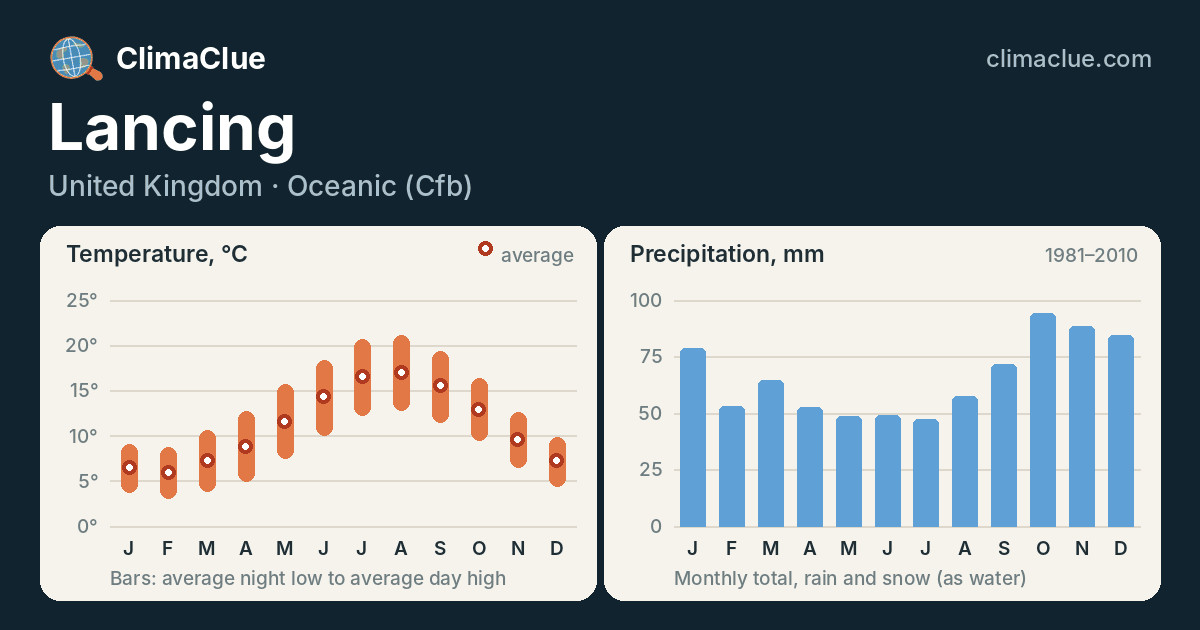 ClimaClue
climaclue.com
Lancing
United Kingdom · Oceanic (Cfb)
Temperature, °C
average
25°
20°
15°
10°
5°
0°
J F M A M J J A S O N D
Bars: average night low to average day high
Precipitation, mm
1981–2010
100
75
50
25
0
J F M A M J J A S O N D
Monthly total, rain and snow (as water)